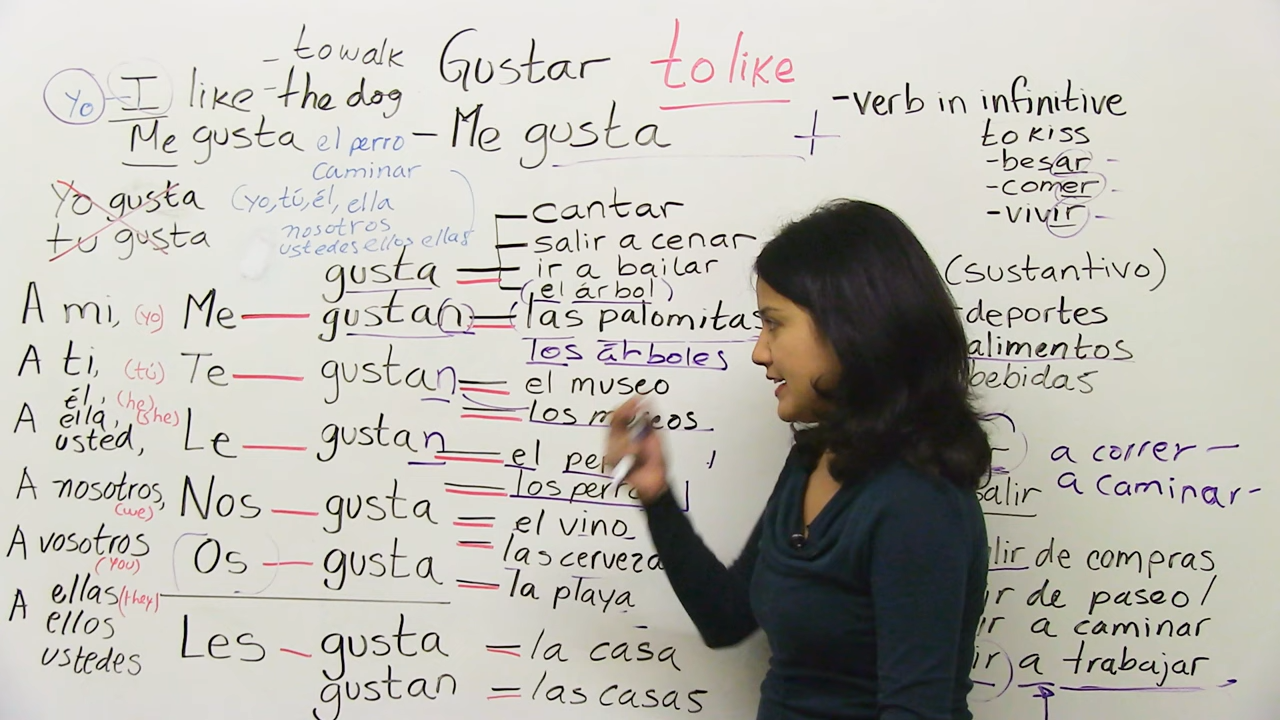 - to walk
Gustar to like
yo I like - the dog
- verb in infinitive
Me gusta el perro - Me gusta +
caminar
to kiss
- besar -
- comer -
- vivir -
yo gusta
tú gusta
(yo, tú, él, ella
nosotros
ustedes ellos ellas
cantar
salir a cenar
gusta ir a bailar
(el árbol)
(sustantivo)
A mi, (yo) Me gustan (las palomitas
los árboles
- deportes
alimentos
bebidas
A ti, (tú) Te gustan el museo
los museos
A él, (he) ella, (she) usted, Le gustan el
los
a correr -
a caminar -
salir
A nosotros, (we) Nos gusta el vino
las cerveza
A vosotros (you) Os gusta la playa
de compras
de paseo /
a caminar
ir) a trabajar
A ellas (they) ellos ustedes Les gusta la casa
gustan las casas